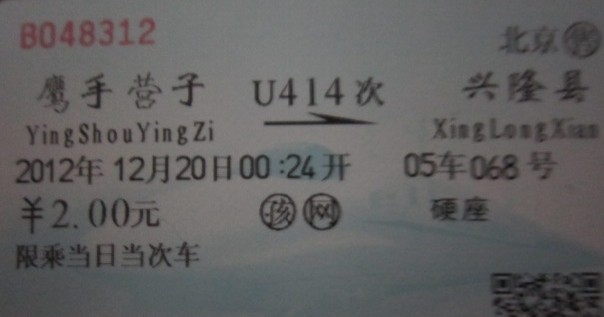 B048312
北京售
鹰手营子 U414次 兴隆县
YingShouYingZi XingLongXian
2012年12月20日00:24开 05车068号
￥2.00元 孩 网 硬座
限乘当日当次车